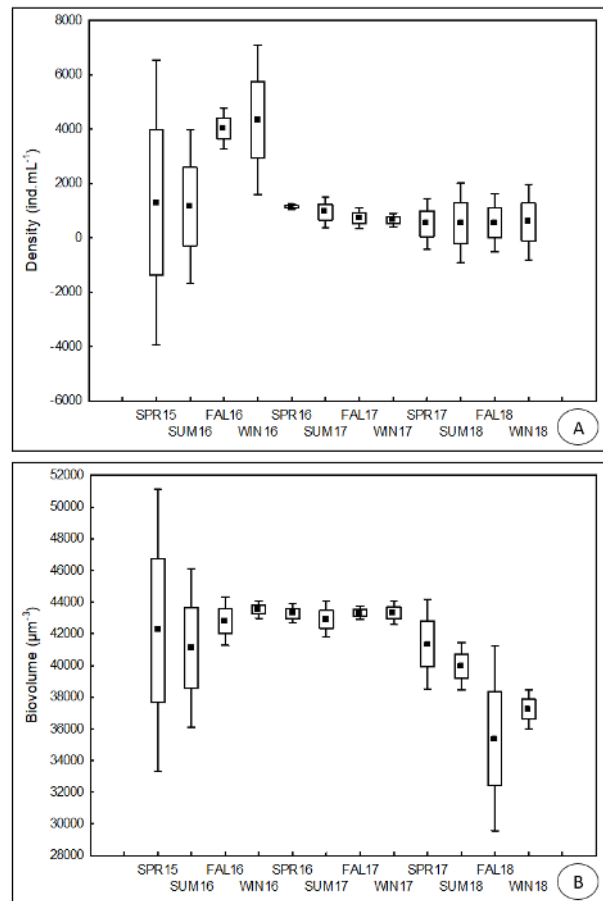 8000
6000
4000
2000
0
-2000
-4000
-6000
Density (ind.mL⁻¹)
SPR15 FAL16 SPR16 FAL17 SPR17 FAL18
SUM16 WIN16 SUM17 WIN17 SUM18 WIN18
A
52000
50000
48000
46000
44000
42000
40000
38000
36000
34000
32000
30000
28000
Biovolume (µm⁻³)
SPR15 FAL16 SPR16 FAL17 SPR17 FAL18
SUM16 WIN16 SUM17 WIN17 SUM18 WIN18
B